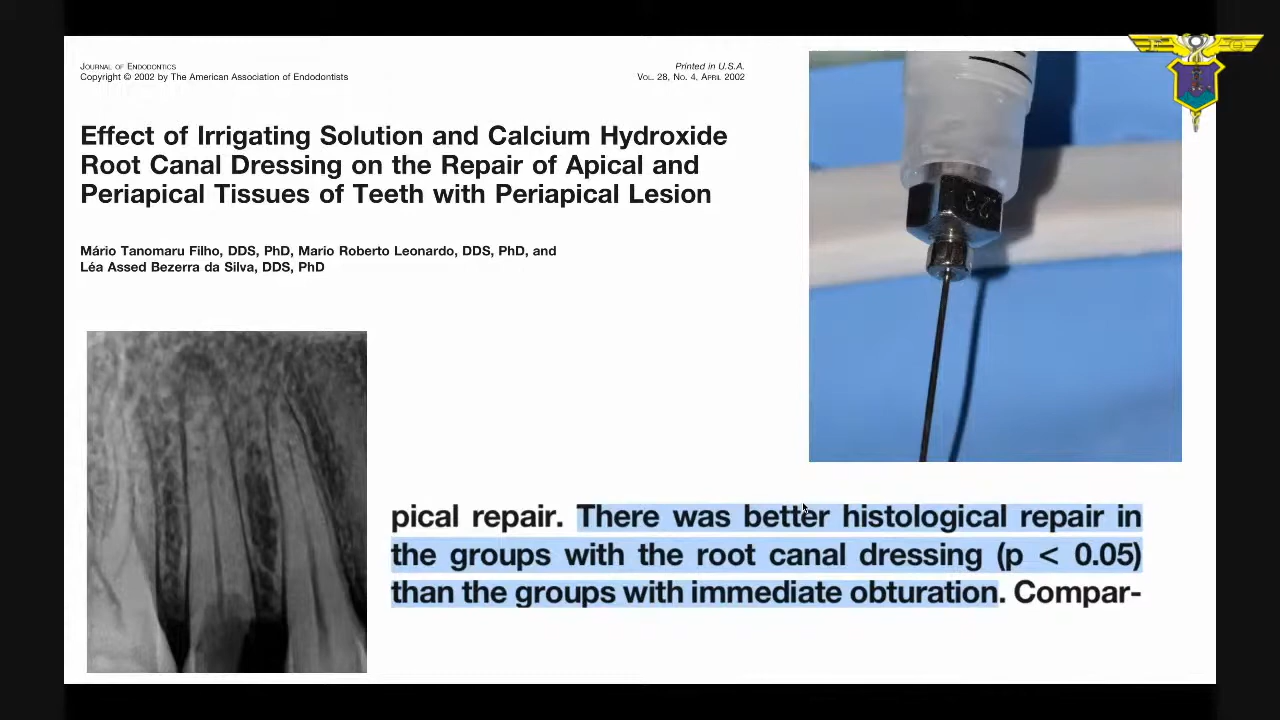 Journal of Endodontics
Copyright © 2002 by The American Association of Endodontists
Printed in U.S.A.
Vol. 28, No. 4, April 2002
Effect of Irrigating Solution and Calcium Hydroxide
Root Canal Dressing on the Repair of Apical and
Periapical Tissues of Teeth with Periapical Lesion
Mário Tanomaru Filho, DDS, PhD, Mario Roberto Leonardo, DDS, PhD, and
Léa Assed Bezerra da Silva, DDS, PhD
23
pical repair. There was better histological repair in
the groups with the root canal dressing (p < 0.05)
than the groups with immediate obturation. Compar-